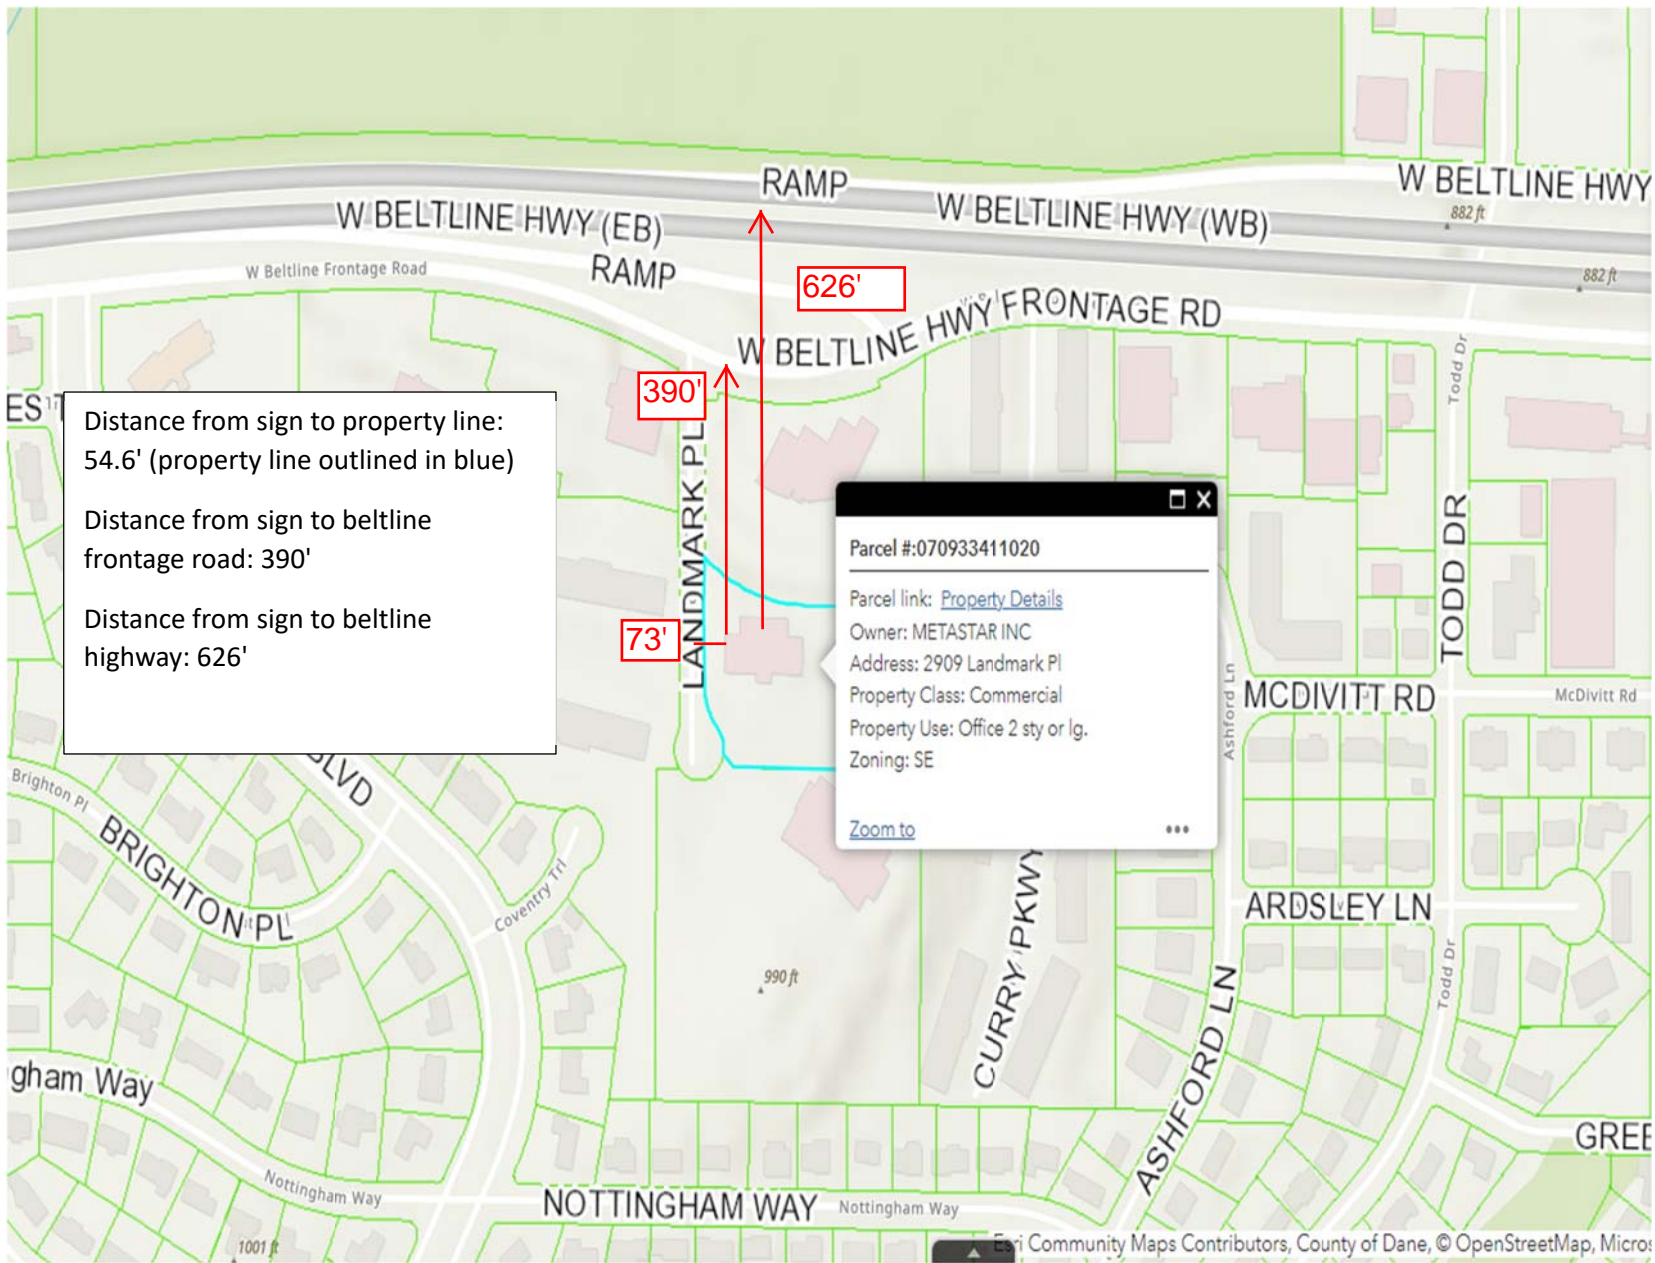 RAMP
W BELTLINE HWY
W BELTLINE HWY (EB)
W BELTLINE HWY (WB)
882 ft
W Beltline Frontage Road
RAMP
882 ft
626'
W BELTLINE HWY FRONTAGE RD
390'
Todd Dr
ES
Distance from sign to property line:
54.6' (property line outlined in blue)
Distance from sign to beltline
frontage road: 390'
Distance from sign to beltline
highway: 626'
LANDMARK PL
73'
Parcel #:070933411020
Parcel link: Property Details
Owner: METASTAR INC
Address: 2909 Landmark Pl
Property Class: Commercial
Property Use: Office 2 sty or lg.
Zoning: SE
Zoom to
TODD DR
Ashford Ln
MCDIVITT RD
McDivitt Rd
BLVD
Brighton Pl
BRIGHTON PL
Coventry Trl
ARDSLEY LN
CURRY PKWY
990 ft
Todd Dr
ASHFORD LN
gham Way
GREE
Nottingham Way
NOTTINGHAM WAY
Nottingham Way
1001 ft
Esri Community Maps Contributors, County of Dane, © OpenStreetMap, Micros